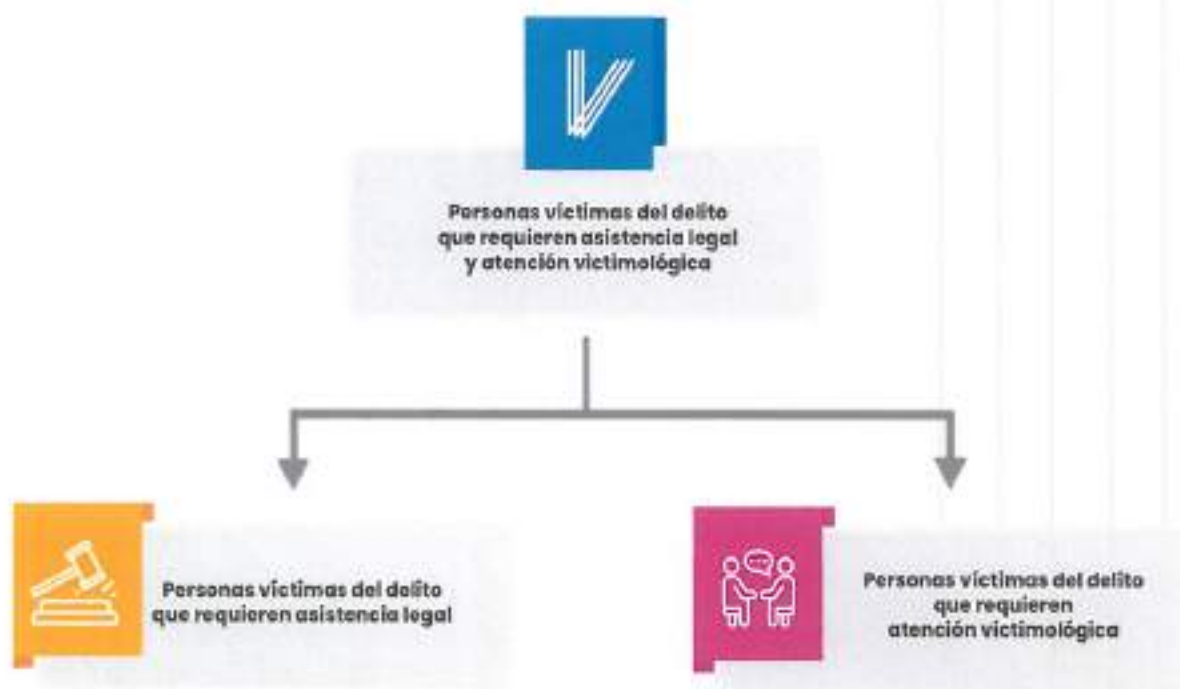 Personas víctimas del delito
que requieren asistencia legal
y atención victimológica
Personas víctimas del delito
que requieren asistencia legal
Personas víctimas del delito
que requieren
atención victimológica